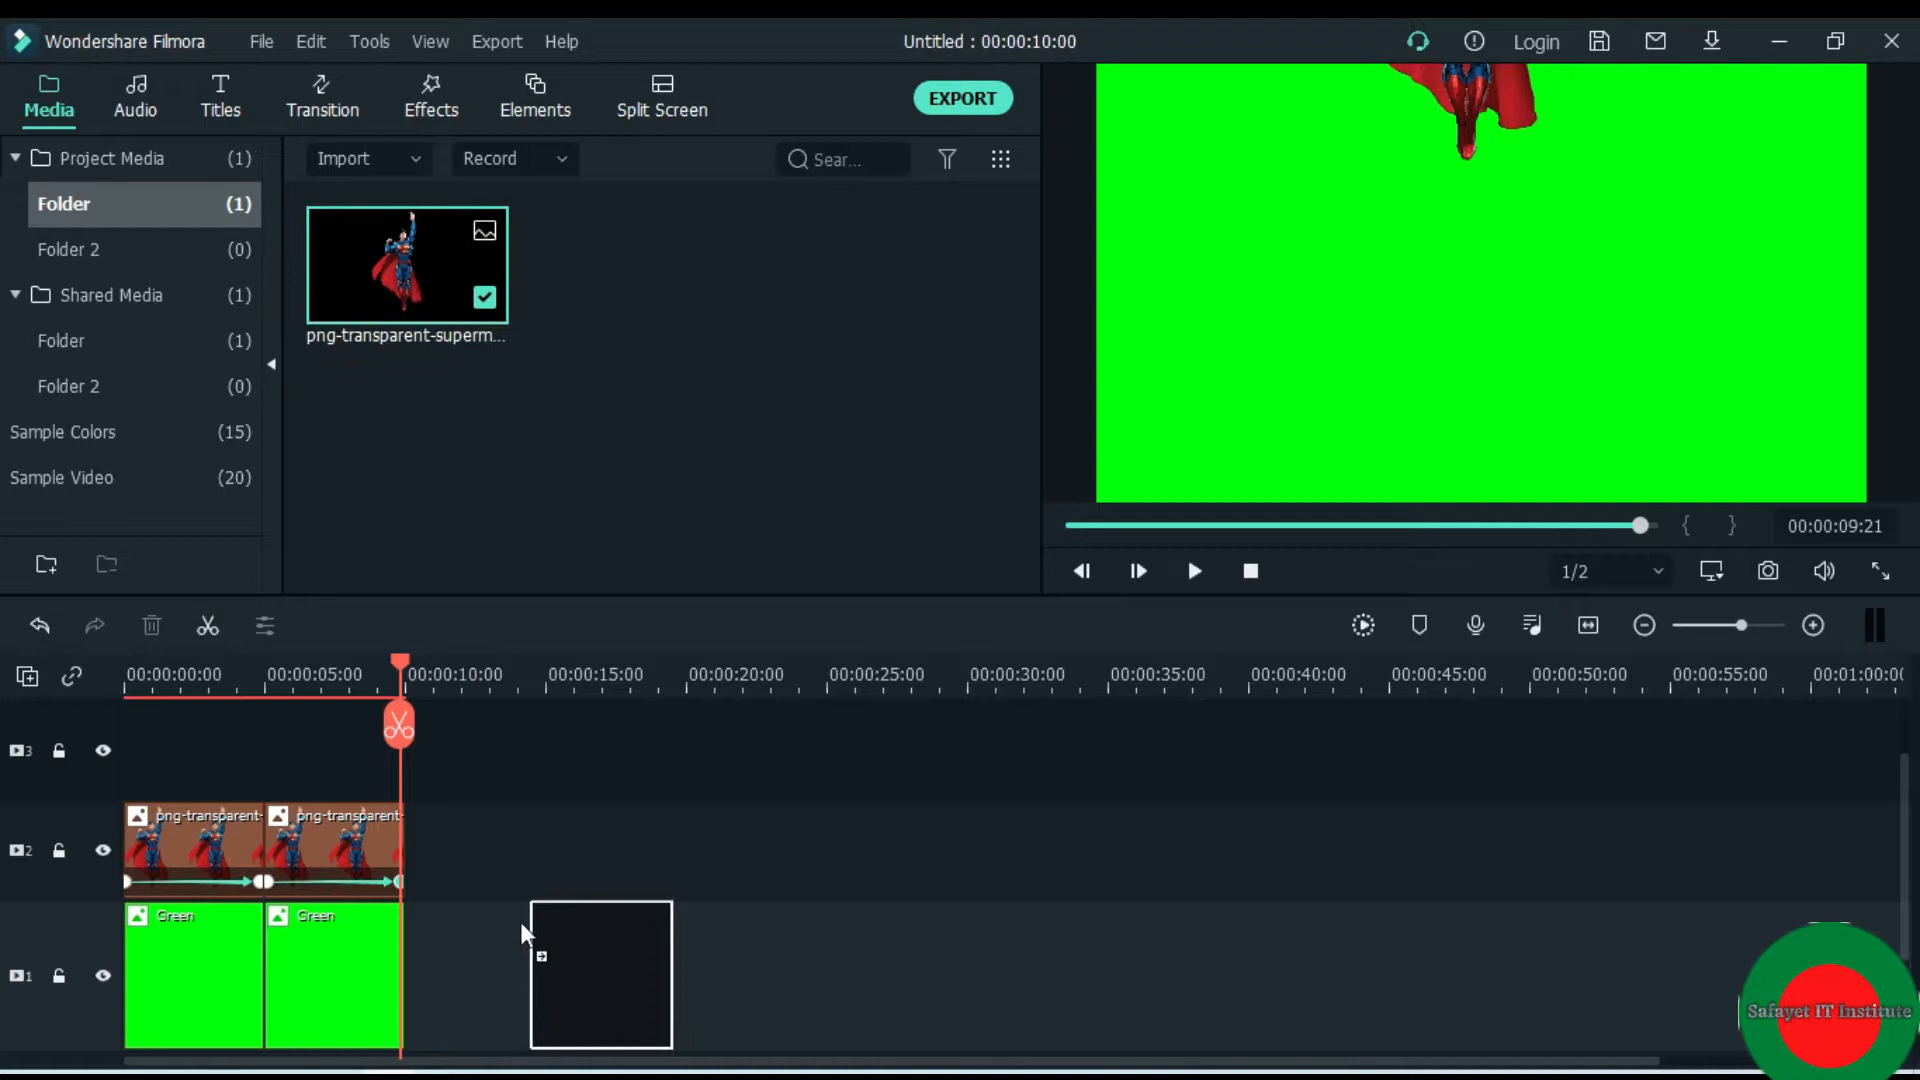 Wondershare Filmora File Edit Tools View Export Help Untitled : 00:00:10:00 Login
Media Audio Titles Transition Effects Elements Split Screen EXPORT
Project Media (1)
Import Record Sear...
Folder (1)
Folder 2 (0)
Shared Media (1)
png-transparent-superm...
Folder (1)
Folder 2 (0)
Sample Colors (15)
Sample Video (20)
00:00:09:21
1/2
00:00:00:00 00:00:05:00 00:00:10:00 00:00:15:00 00:00:20:00 00:00:25:00 00:00:30:00 00:00:35:00 00:00:40:00 00:00:45:00 00:00:50:00 00:00:55:00 00:01:00:0(
3
png-transparent- png-transparent-
2
Green Green
1
Safayet IT Institute